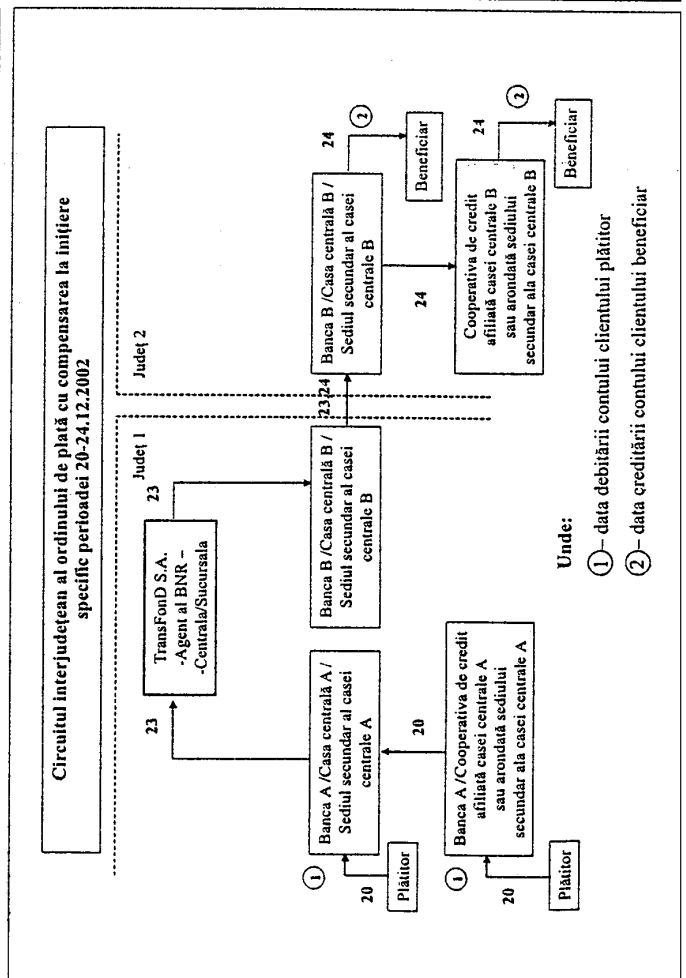 Circuitul interjudeţean al ordinului de plată cu compensarea la iniţiere
specific perioadei 20-24.12.2002
Judeţ 1
Judeţ 2
TransFonD S.A.
-Agent al BNR –
-Centrala/Sucursala
23
23
Banca A /Casa centrală A /
Sediul secundar al casei
centrale A
Banca B /Casa centrală B /
Sediul secundar al casei
centrale B
23,24
Banca B /Casa centrală B /
Sediul secundar al casei
centrale B
24
2
Beneficiar
1
20
Plătitor
20
24
Banca A /Cooperativa de credit
afiliată casei centrale A
sau arondată sediului
secundar ala casei centrale A
Cooperativa de credit
afiliată casei centrale B
sau arondată sediului
secundar ala casei centrale B
24
2
Beneficiar
1
20
Plătitor
Unde:
1 – data debitării contului clientului plătitor
2 – data creditării contului clientului beneficiar